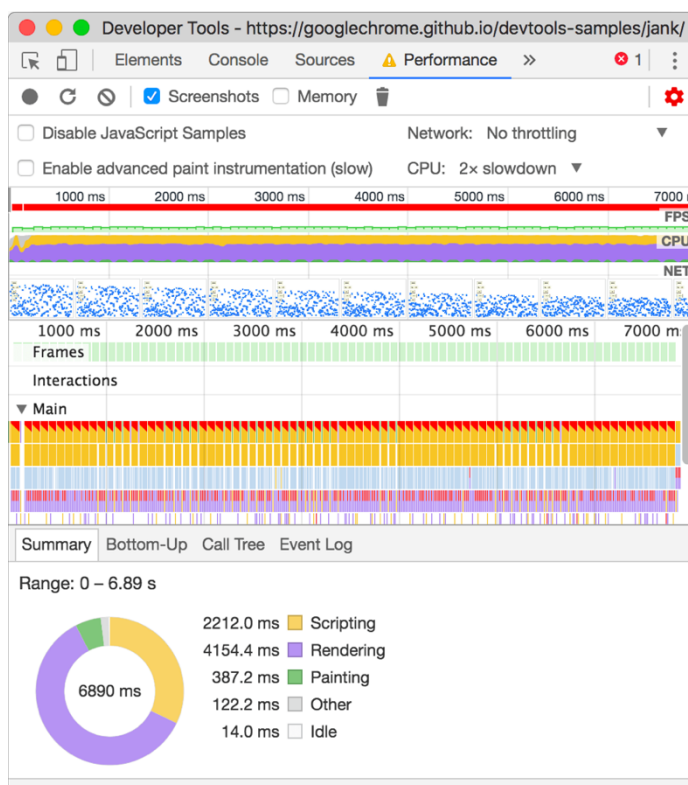 Developer Tools - https://googlechrome.github.io/devtools-samples/jank/
Elements Console Sources Performance » 1
Screenshots Memory
Disable JavaScript Samples Network: No throttling
Enable advanced paint instrumentation (slow) CPU: 2× slowdown
1000 ms 2000 ms 3000 ms 4000 ms 5000 ms 6000 ms 7000
FPS
CPU
NET
1000 ms 2000 ms 3000 ms 4000 ms 5000 ms 6000 ms 7000 ms
Frames
Interactions
Main
Summary Bottom-Up Call Tree Event Log
Range: 0 – 6.89 s
2212.0 ms Scripting
4154.4 ms Rendering
6890 ms
387.2 ms Painting
122.2 ms Other
14.0 ms Idle